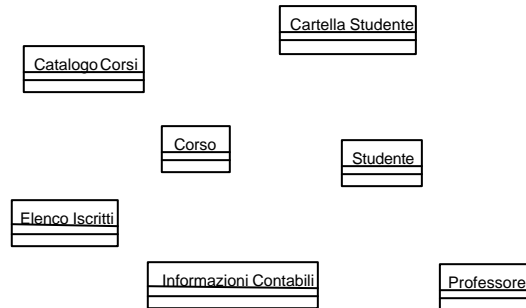 Cartella Studente
Catalogo Corsi
Corso
Studente
Elenco Iscritti
Informazioni Contabili
Professore